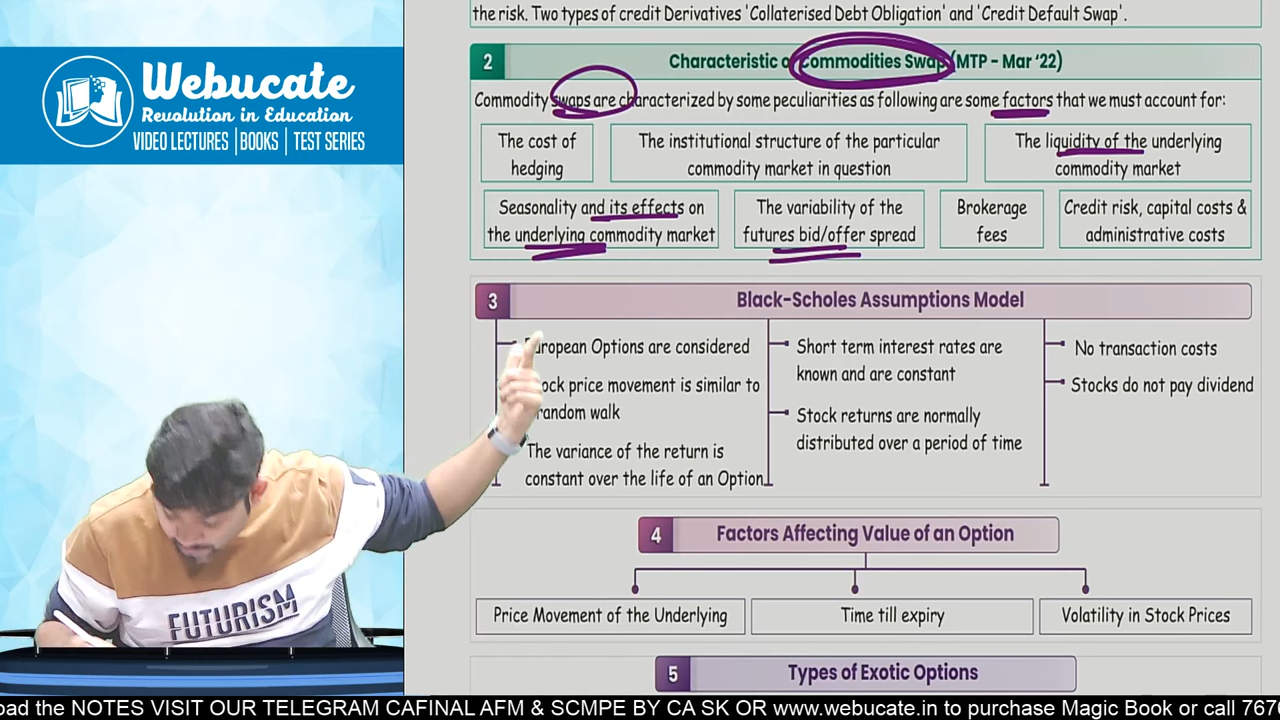 the risk. Two types of credit Derivatives 'Collaterised Debt Obligation' and 'Credit Default Swap'.
Webucate
Revolution in Education
VIDEO LECTURES | BOOKS | TEST SERIES
2 Characteristic o Commodities Swap (MTP - Mar '22)
Commodity swaps are characterized by some peculiarities as following are some factors that we must account for:
The cost of
hedging
The institutional structure of the particular
commodity market in question
The liquidity of the underlying
commodity market
Seasonality and its effects on
the underlying commodity market
The variability of the
futures bid/offer spread
Brokerage
fees
Credit risk, capital costs &
administrative costs
3 Black-Scholes Assumptions Model
European Options are considered
ock price movement is similar to
random walk
The variance of the return is
constant over the life of an Option
Short term interest rates are
known and are constant
Stock returns are normally
distributed over a period of time
No transaction costs
Stocks do not pay dividend
FUTURISM
4 Factors Affecting Value of an Option
Price Movement of the Underlying
Time till expiry
Volatility in Stock Prices
5 Types of Exotic Options
oad the NOTES VISIT OUR TELEGRAM CAFINAL AFM & SCMPE BY CA SK OR www.webucate.in to purchase Magic Book or call 767